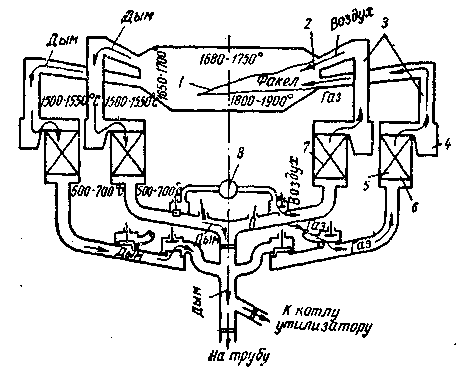 Дым
Дым
2
Воздух
3
1680-1750°
1650-1700°
1
Факел
1800-1900°
Газ
1500-1550°С
1500-1550°С
4
7
8
5
6
500-700°
500-700°
Воздух
Дым
Дым
Газ
Газ
Дым
К котлу
утилизатору
На трубу